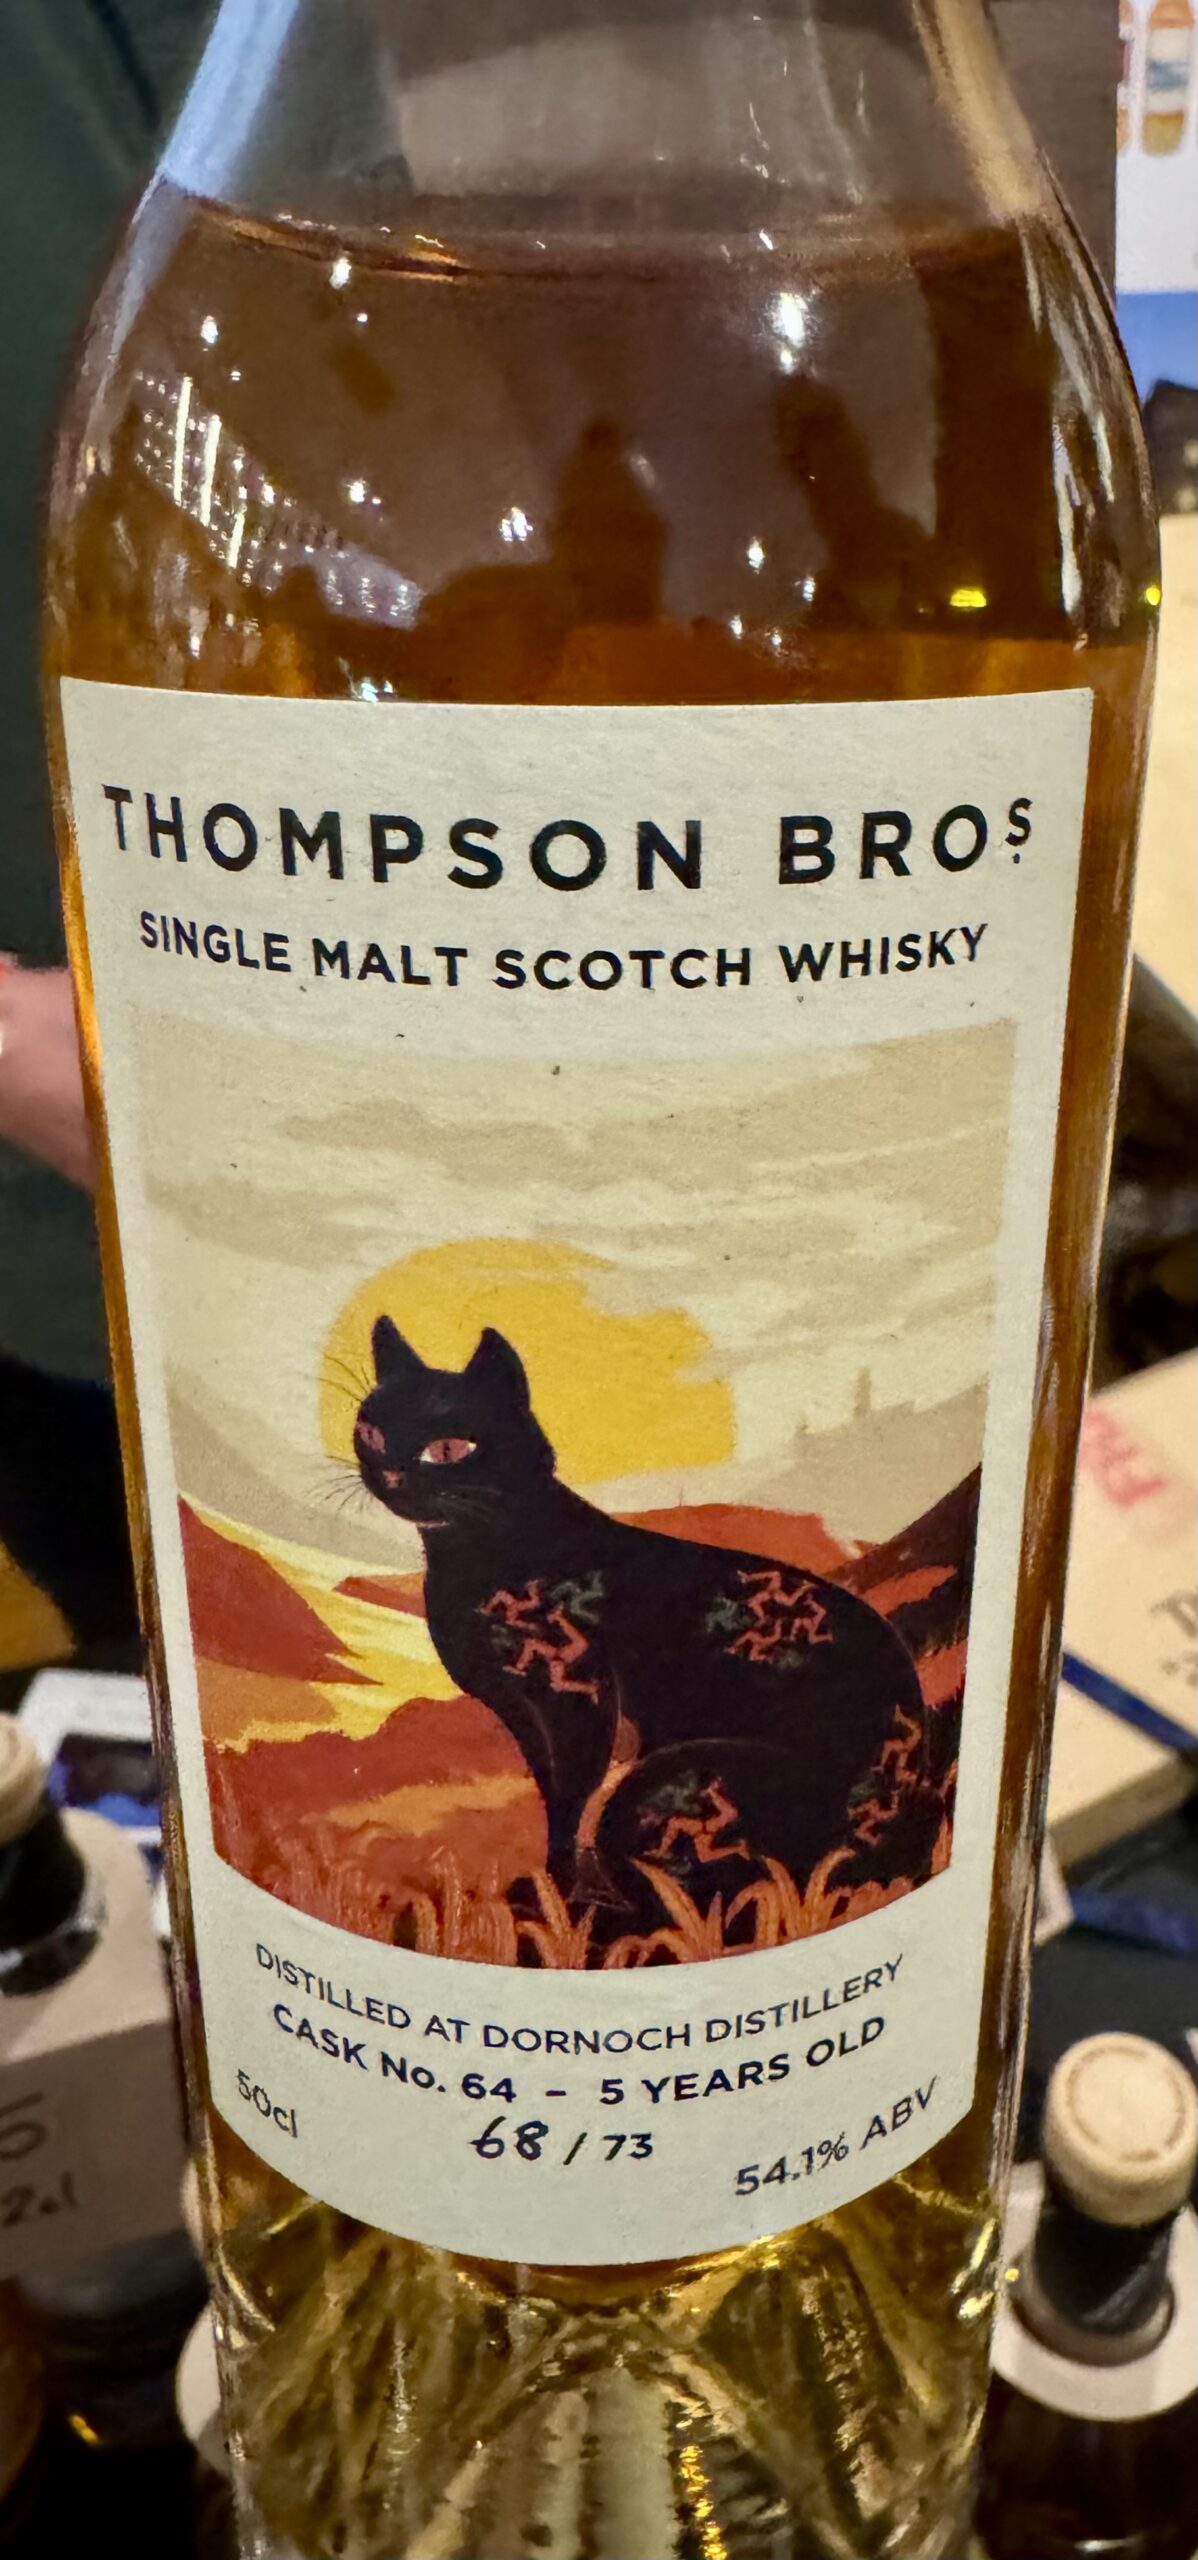 THOMPSON BROS.
SINGLE MALT SCOTCH WHISKY
DISTILLED AT DORNOCH DISTILLERY
CASK No. 64 – 5 YEARS OLD
50cl
68 / 73
54.1% ABV